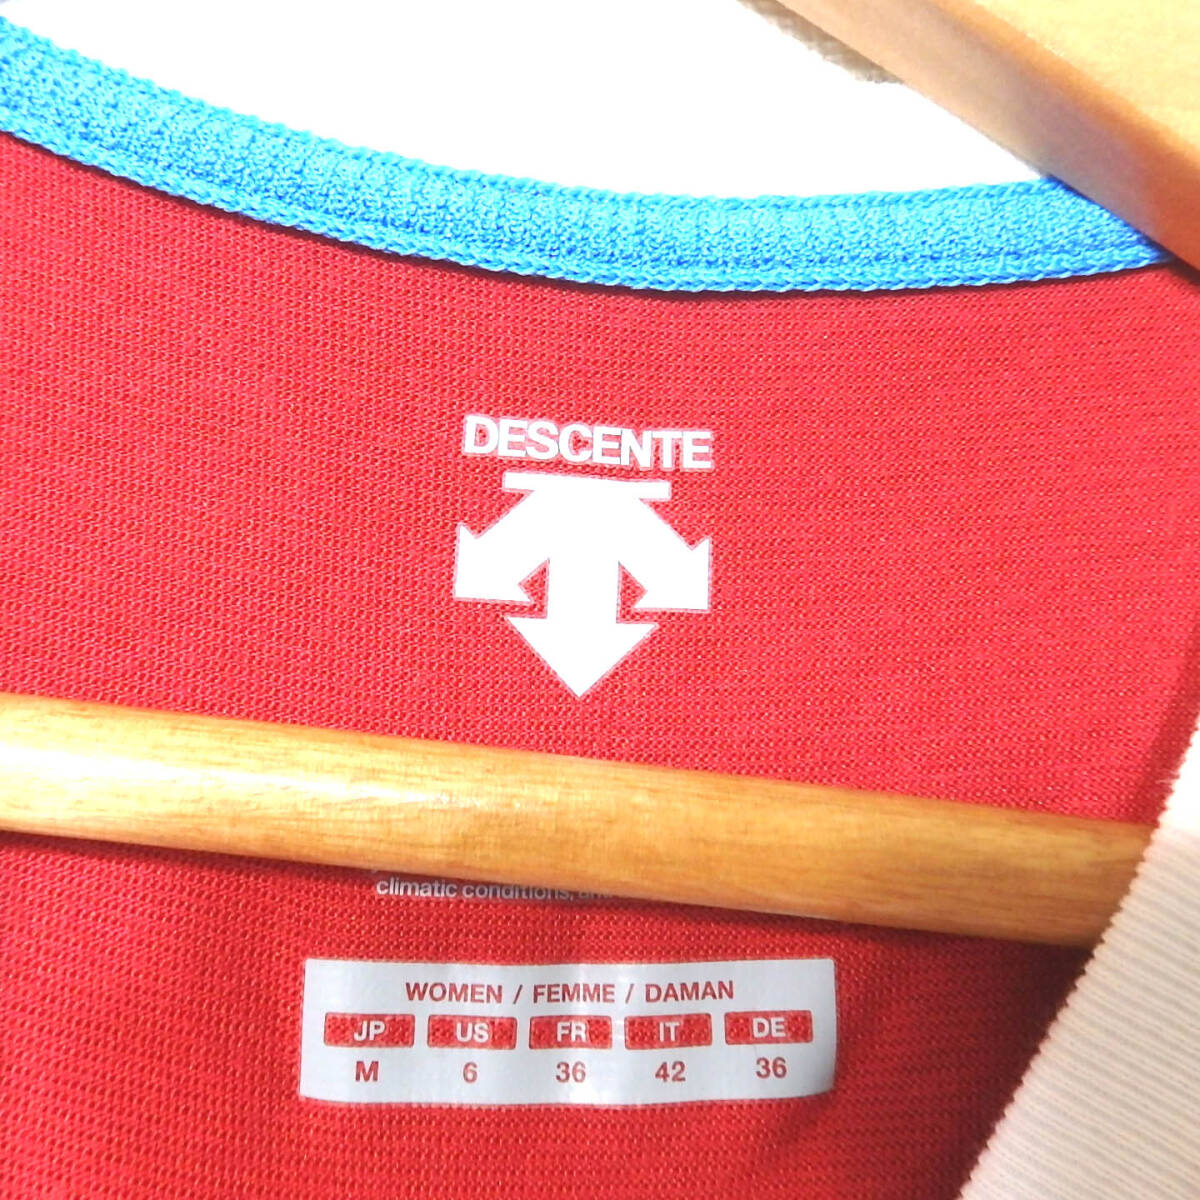 DESCENTE
climatic conditions,
WOMEN / FEMME / DAMAN
JP US FR IT DE
M 6 36 42 36